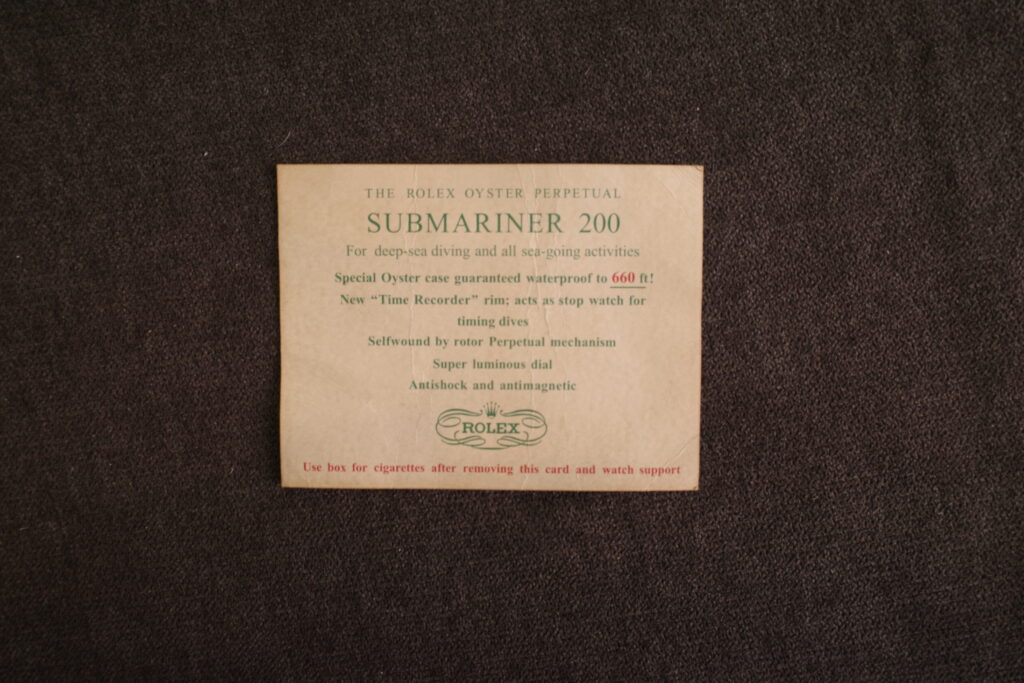 THE ROLEX OYSTER PERPETUAL
SUBMARINER 200
For deep-sea diving and all sea-going activities
Special Oyster case guaranteed waterproof to 660 ft!
New “Time Recorder” rim; acts as stop watch for
timing dives
Selfwound by rotor Perpetual mechanism
Super luminous dial
Antishock and antimagnetic
ROLEX
Use box for cigarettes after removing this card and watch support